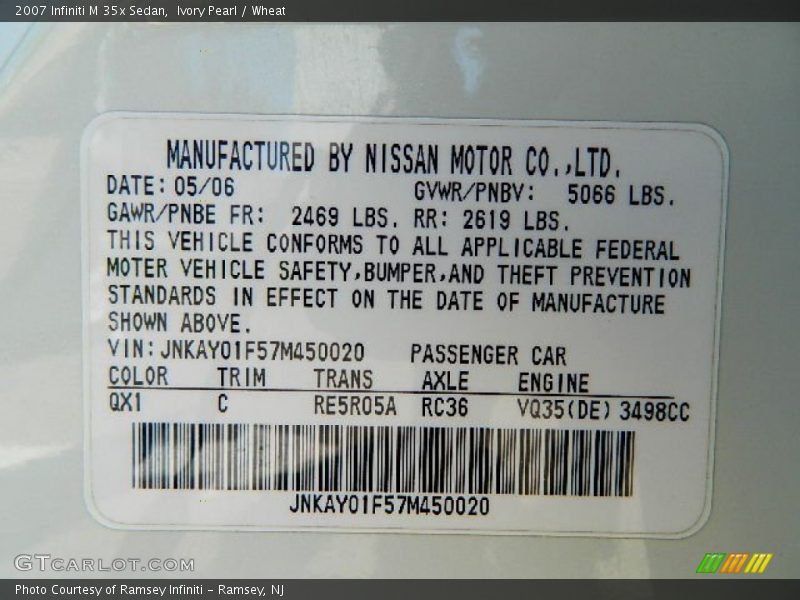 2007 Infiniti M 35x Sedan, Ivory Pearl / Wheat
MANUFACTURED BY NISSAN MOTOR CO.,LTD.
DATE: 05/06 GVWR/PNBV: 5066 LBS.
GAWR/PNBE FR: 2469 LBS. RR: 2619 LBS.
THIS VEHICLE CONFORMS TO ALL APPLICABLE FEDERAL
MOTER VEHICLE SAFETY,BUMPER,AND THEFT PREVENTION
STANDARDS IN EFFECT ON THE DATE OF MANUFACTURE
SHOWN ABOVE.
VIN: JNKAY01F57M450020 PASSENGER CAR
COLOR TRIM TRANS AXLE ENGINE
QX1 C RE5R05A RC36 VQ35(DE) 3498CC
JNKAY01F57M450020
GTCARLOT.COM
Photo Courtesy of Ramsey Infiniti - Ramsey, NJ